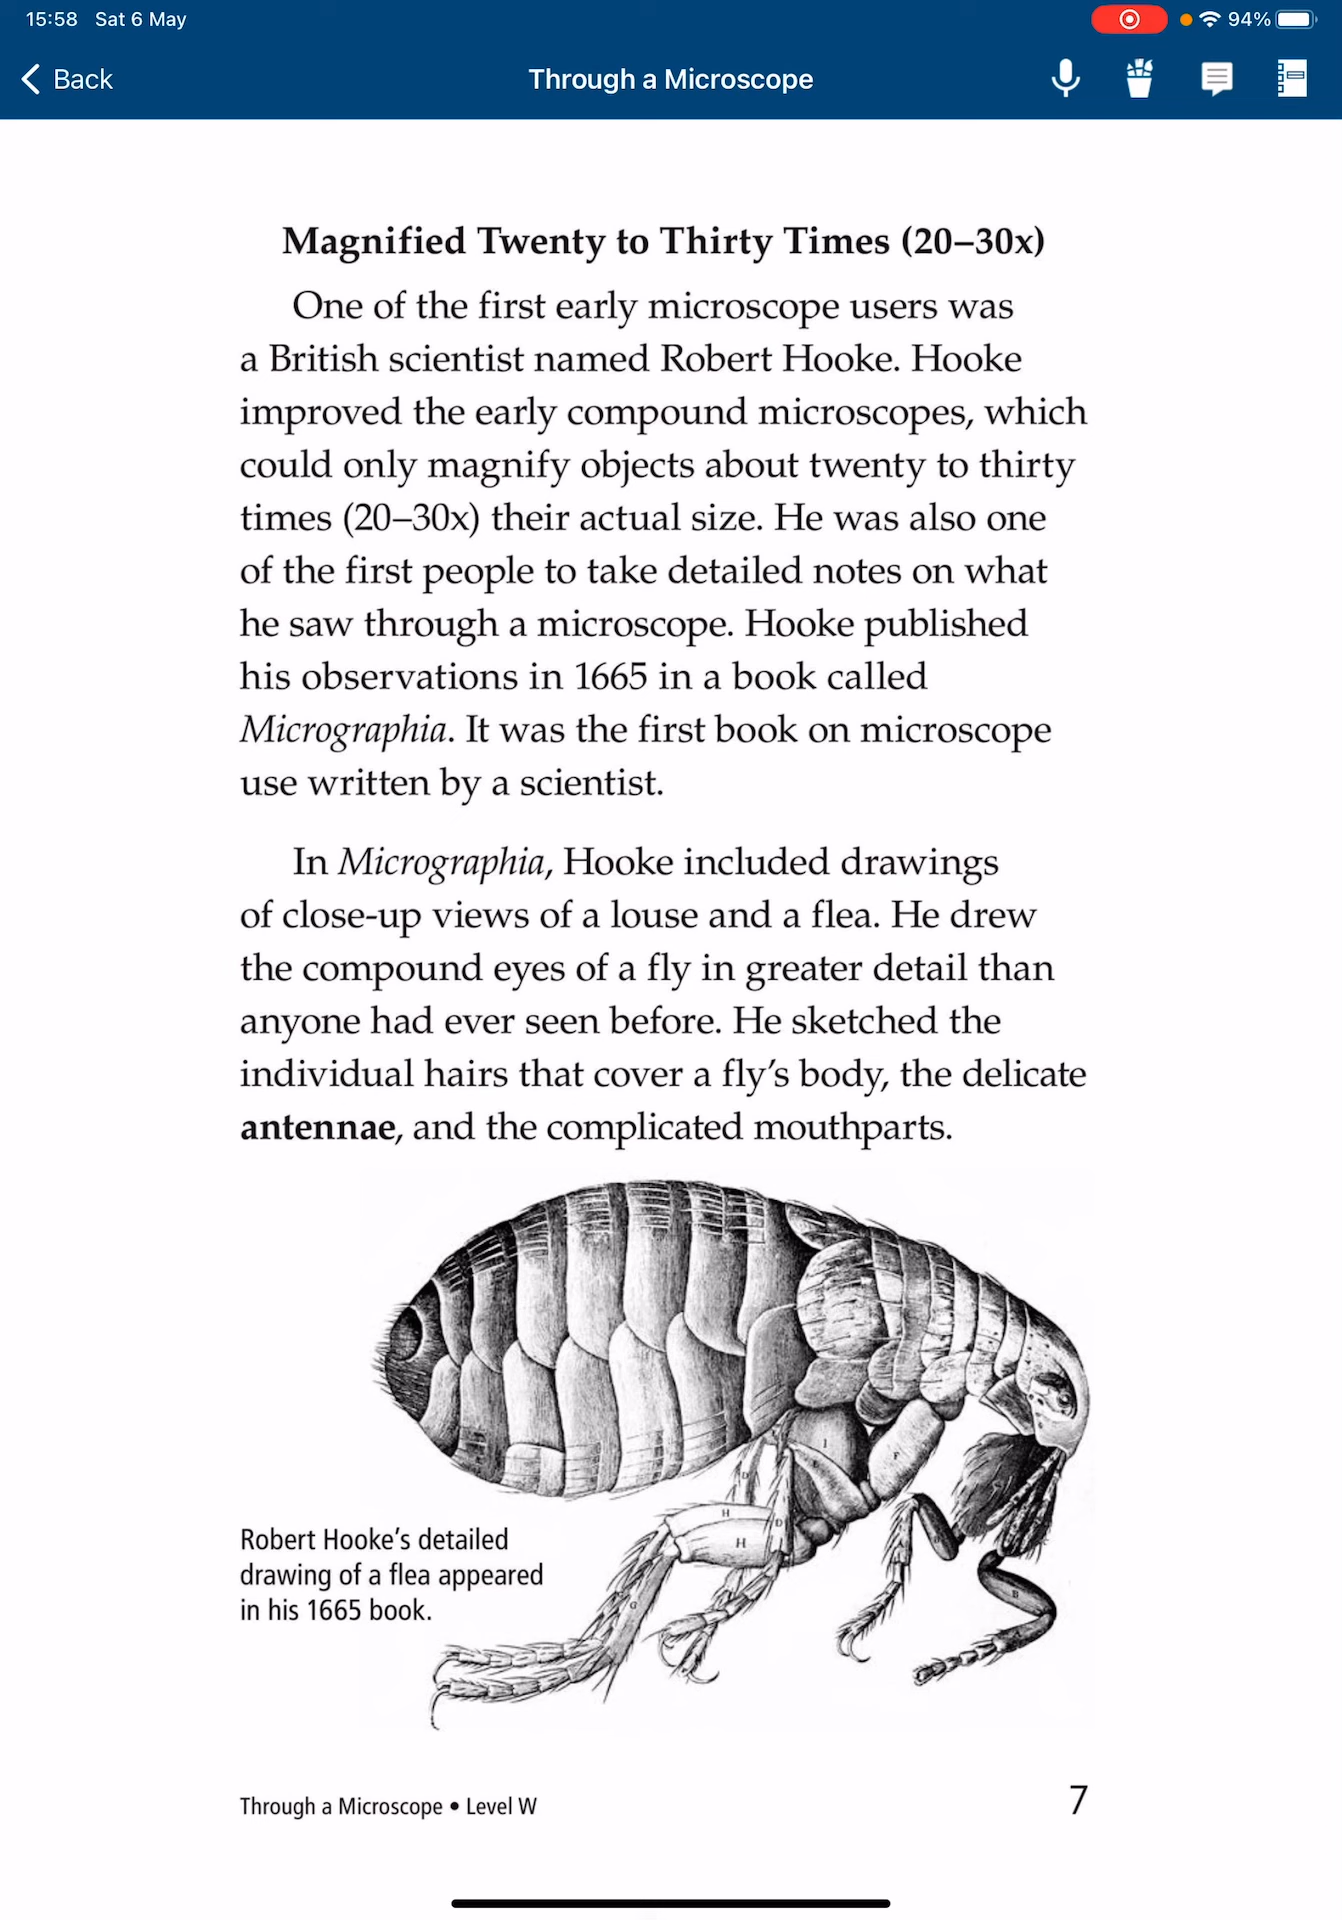 15:58 Sat 6 May
94%
Back
Through a Microscope
Magnified Twenty to Thirty Times (20–30x)
One of the first early microscope users was
a British scientist named Robert Hooke. Hooke
improved the early compound microscopes, which
could only magnify objects about twenty to thirty
times (20–30x) their actual size. He was also one
of the first people to take detailed notes on what
he saw through a microscope. Hooke published
his observations in 1665 in a book called
Micrographia. It was the first book on microscope
use written by a scientist.
In Micrographia, Hooke included drawings
of close-up views of a louse and a flea. He drew
the compound eyes of a fly in greater detail than
anyone had ever seen before. He sketched the
individual hairs that cover a fly’s body, the delicate
antennae, and the complicated mouthparts.
I
F
E
D
H
D
H
B
G
Robert Hooke’s detailed
drawing of a flea appeared
in his 1665 book.
Through a Microscope • Level W
7